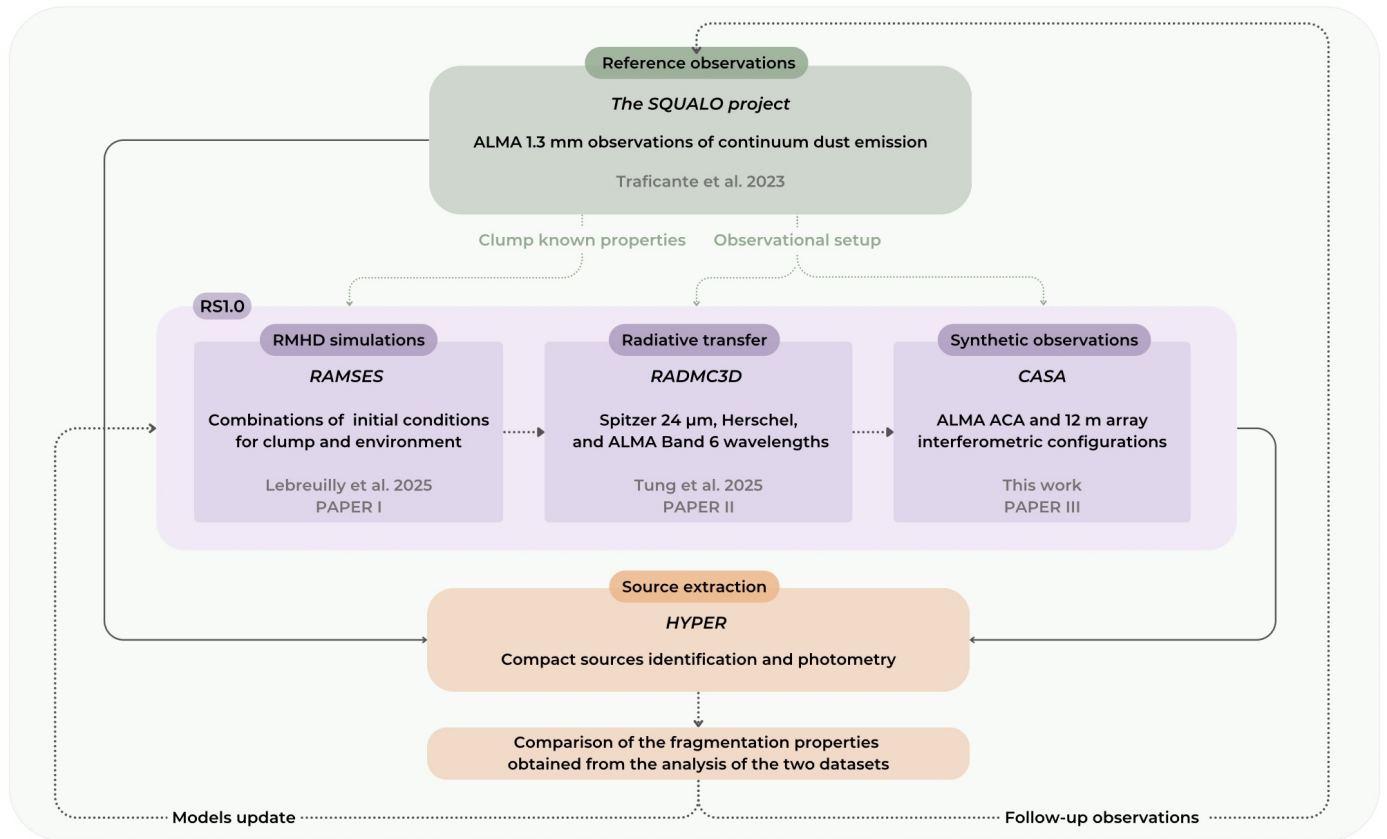 Reference observations
The SQUALO project
ALMA 1.3 mm observations of continuum dust emission
Traficante et al. 2023
Clump known properties
Observational setup
RS1.0
RMHD simulations
RAMSES
Combinations of initial conditions
for clump and environment
Lebreuilly et al. 2025
PAPER I
Radiative transfer
RADMC3D
Spitzer 24 µm, Herschel,
and ALMA Band 6 wavelengths
Tung et al. 2025
PAPER II
Synthetic observations
CASA
ALMA ACA and 12 m array
interferometric configurations
This work
PAPER III
Source extraction
HYPER
Compact sources identification and photometry
Comparison of the fragmentation properties
obtained from the analysis of the two datasets
Models update
Follow-up observations